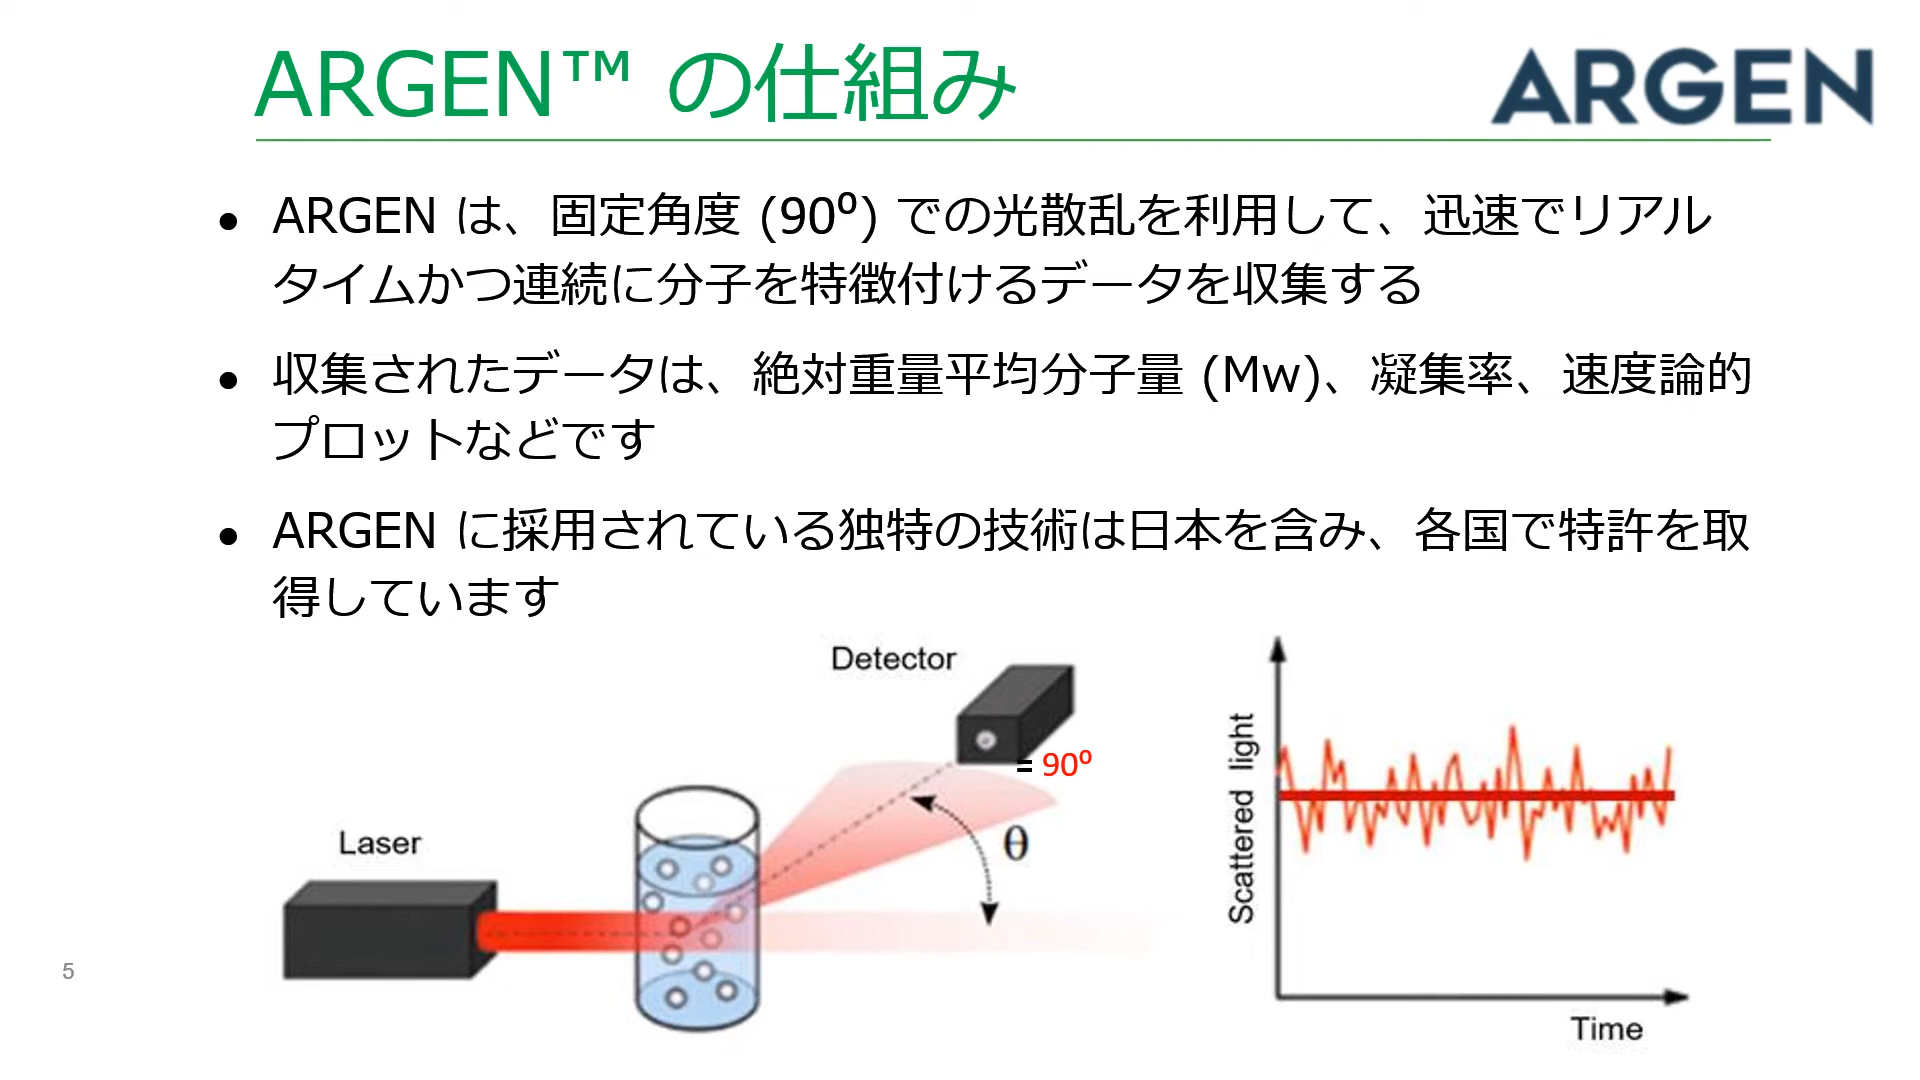 ARGEN™ の仕組み
ARGEN
● ARGEN は、固定角度 (90⁰) での光散乱を利用して、迅速でリアル
タイムかつ連続に分子を特徴付けるデータを収集する
● 収集されたデータは、絶対重量平均分子量 (Mw)、凝集率、速度論的
プロットなどです
● ARGEN に採用されている独特の技術は日本を含み、各国で特許を取
得しています
Detector
= 90⁰
θ
Laser
Scattered light
Time
5